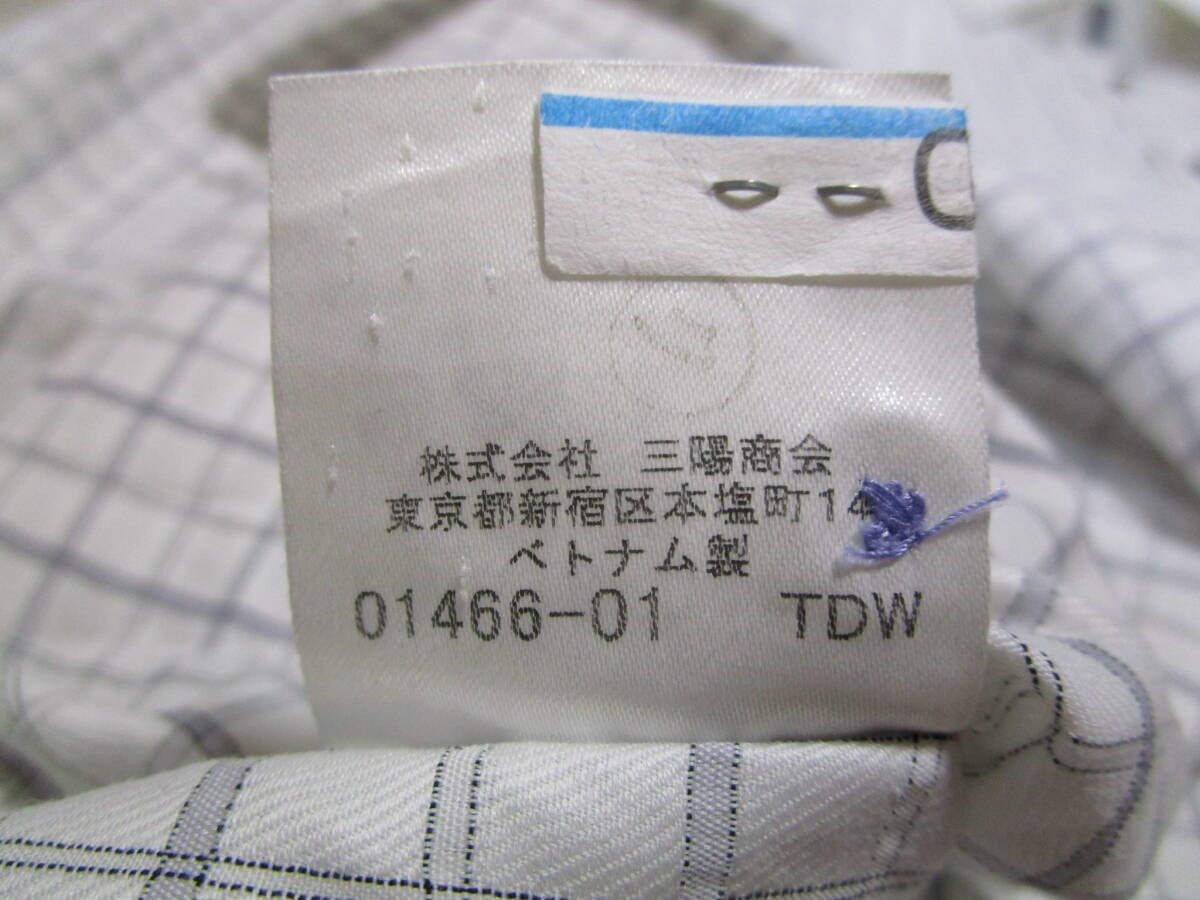 株式会社 三陽商会
東京都新宿区本塩町14
ベトナム製
01466-01 TDW